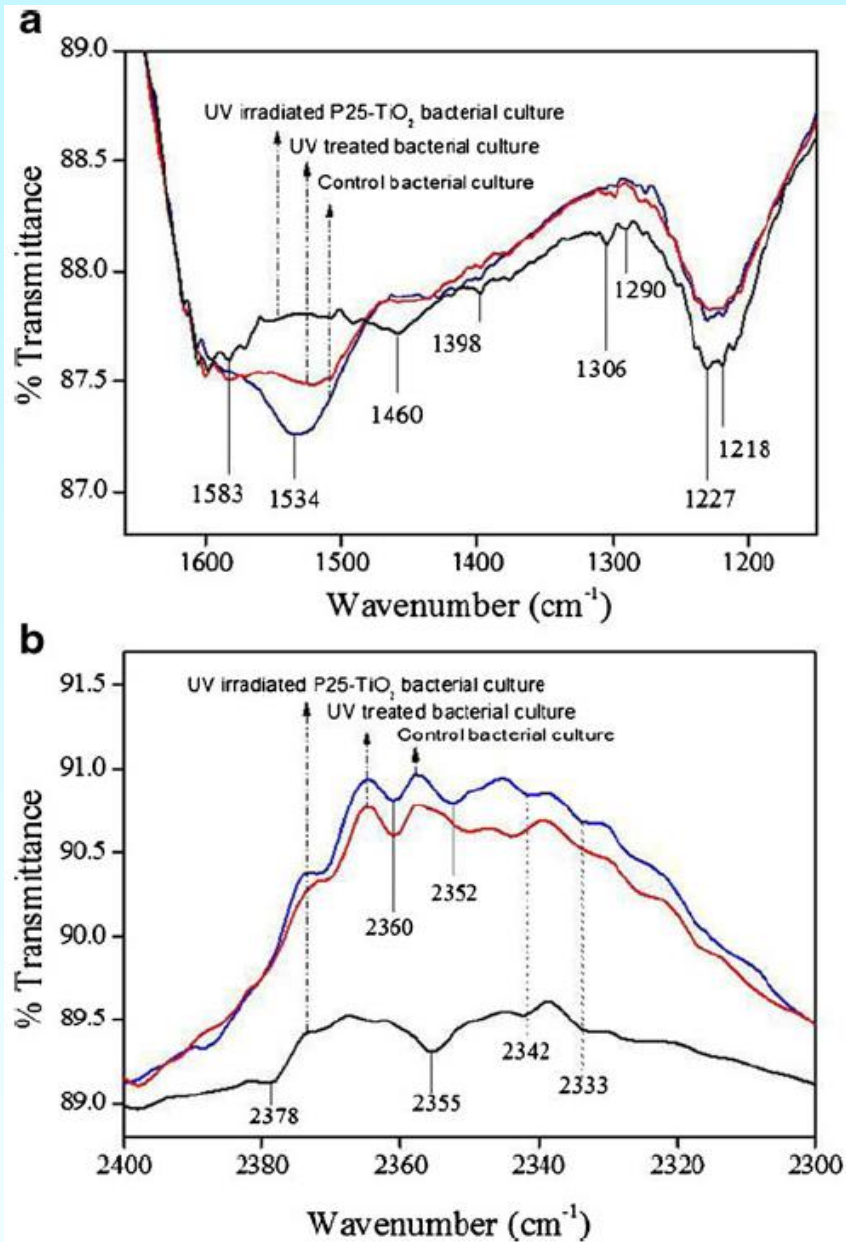 a
89.0
UV irradiated P25-TiO₂ bacterial culture
88.5
UV treated bacterial culture
Control bacterial culture
88.0
1290
1398
1306
87.5
1460
1218
1583
1534
1227
87.0
% Transmittance
1600 1500 1400 1300 1200
Wavenumber (cm⁻¹)
b
91.5
UV irradiated P25-TiO₂ bacterial culture
UV treated bacterial culture
Control bacterial culture
91.0
90.5
2352
2360
90.0
89.5
2342
2333
2355
2378
89.0
% Transmittance
2400 2380 2360 2340 2320 2300
Wavenumber (cm⁻¹)